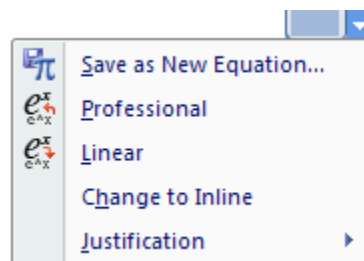 Save as New Equation...
Professional
Linear
Change to Inline
Justification